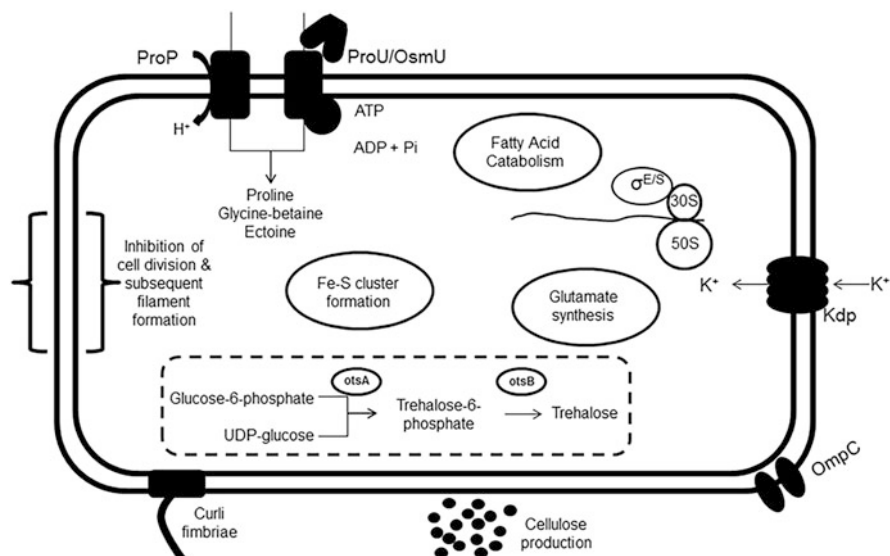 ProP
ProU/OsmU
H⁺
ATP
ADP + Pi
Proline
Glycine-betaine
Ectoine
Fatty Acid
Catabolism
σE/S
30S
50S
Inhibition of
cell division &
subsequent
filament
formation
Fe-S cluster
formation
Glutamate
synthesis
K⁺
K⁺
Kdp
otsA
otsB
Glucose-6-phosphate
Trehalose-6-
phosphate
Trehalose
UDP-glucose
OmpC
Curli
fimbriae
Cellulose
production